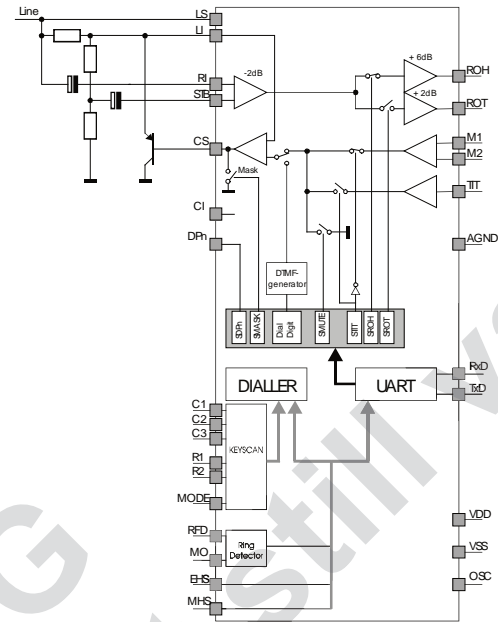 Line
LS
LI
RI
STB
CS
CI
DPn
-2dB
+ 6dB
+ 2dB
ROH
ROT
M1
M2
TIT
AGND
Mask
DTMF-
generator
SDPn
SMASK
Dial
Digit
SMUTE
STIT
SROH
SROT
DIALLER
UART
RxD
TxD
C1
C2
C3
R1
R2
KEYSCAN
MODE
RFD
MO
Ring
Detector
EHS
MHS
VDD
VSS
OSC
G
still v